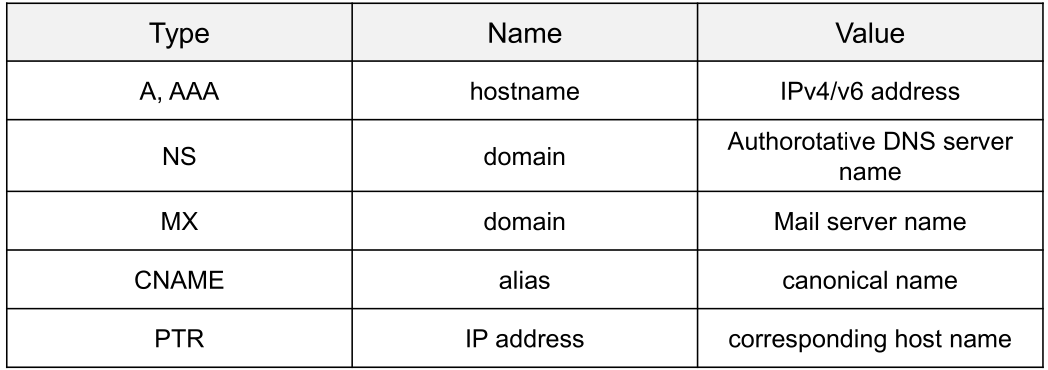 Type Name Value
A, AAA hostname IPv4/v6 address
NS domain Authorotative DNS server
name
MX domain Mail server name
CNAME alias canonical name
PTR IP address corresponding host name